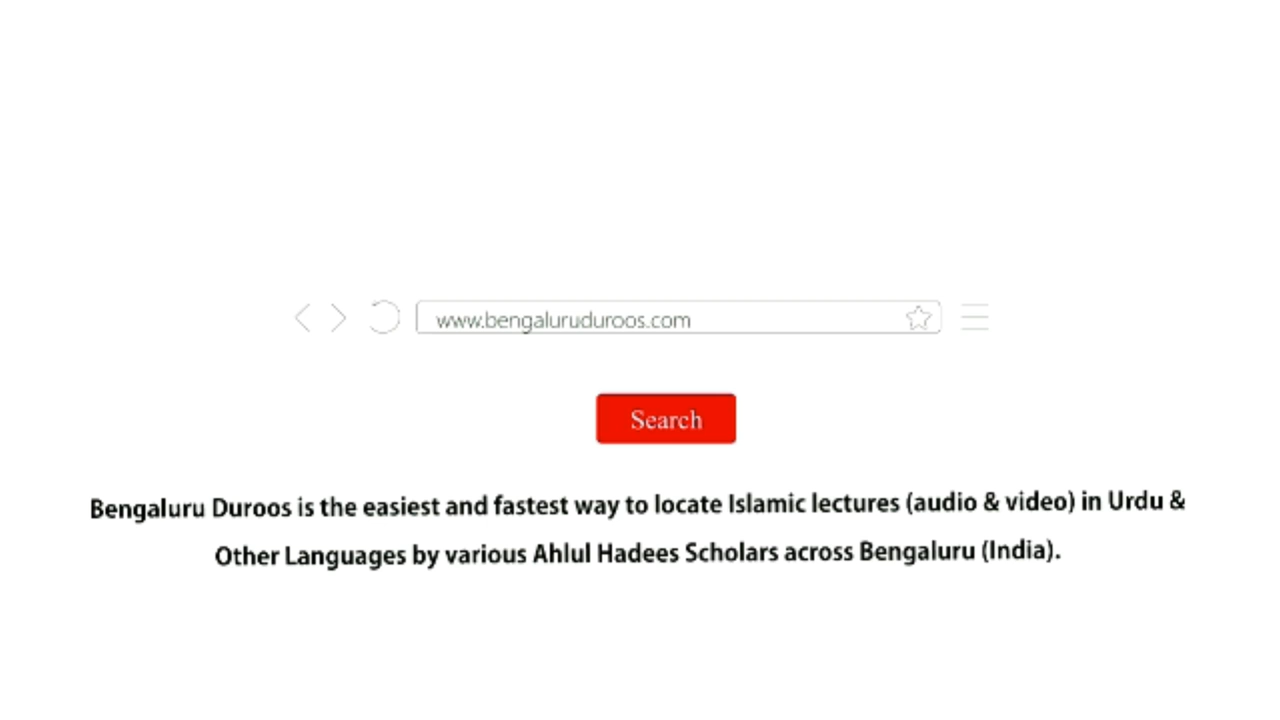 www.bengaluruduroos.com
Search
Bengaluru Duroos is the easiest and fastest way to locate Islamic lectures (audio & video) in Urdu &
Other Languages by various Ahlul Hadees Scholars across Bengaluru (India).